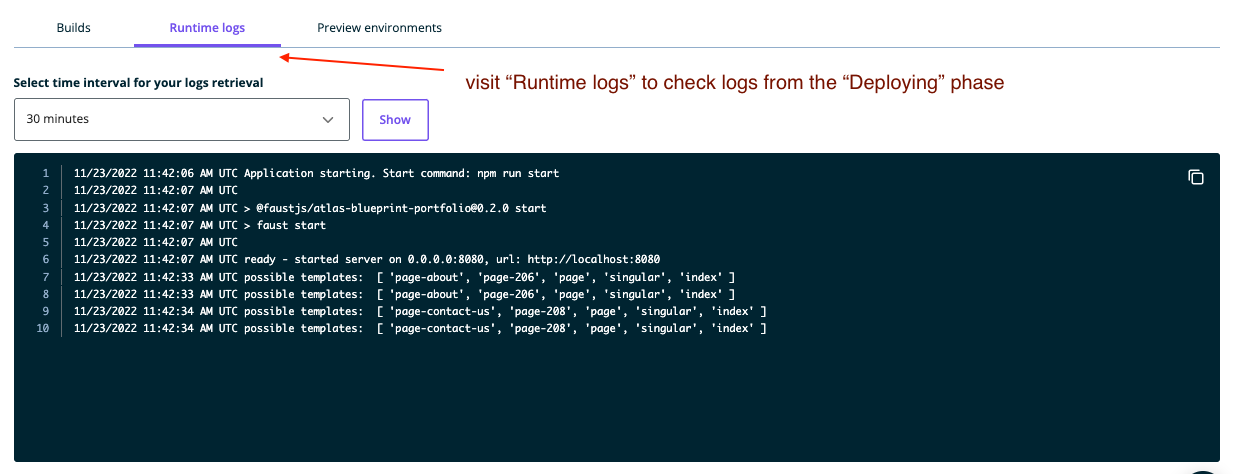 Builds Runtime logs Preview environments
Select time interval for your logs retrieval
visit “Runtime logs” to check logs from the “Deploying” phase
30 minutes Show
1 11/23/2022 11:42:06 AM UTC Application starting. Start command: npm run start
2 11/23/2022 11:42:07 AM UTC
3 11/23/2022 11:42:07 AM UTC > @faustjs/atlas-blueprint-portfolio@0.2.0 start
4 11/23/2022 11:42:07 AM UTC > faust start
5 11/23/2022 11:42:07 AM UTC
6 11/23/2022 11:42:07 AM UTC ready - started server on 0.0.0.0:8080, url: http://localhost:8080
7 11/23/2022 11:42:33 AM UTC possible templates:  [ 'page-about', 'page-206', 'page', 'singular', 'index' ]
8 11/23/2022 11:42:33 AM UTC possible templates:  [ 'page-about', 'page-206', 'page', 'singular', 'index' ]
9 11/23/2022 11:42:34 AM UTC possible templates:  [ 'page-contact-us', 'page-208', 'page', 'singular', 'index' ]
10 11/23/2022 11:42:34 AM UTC possible templates:  [ 'page-contact-us', 'page-208', 'page', 'singular', 'index' ]